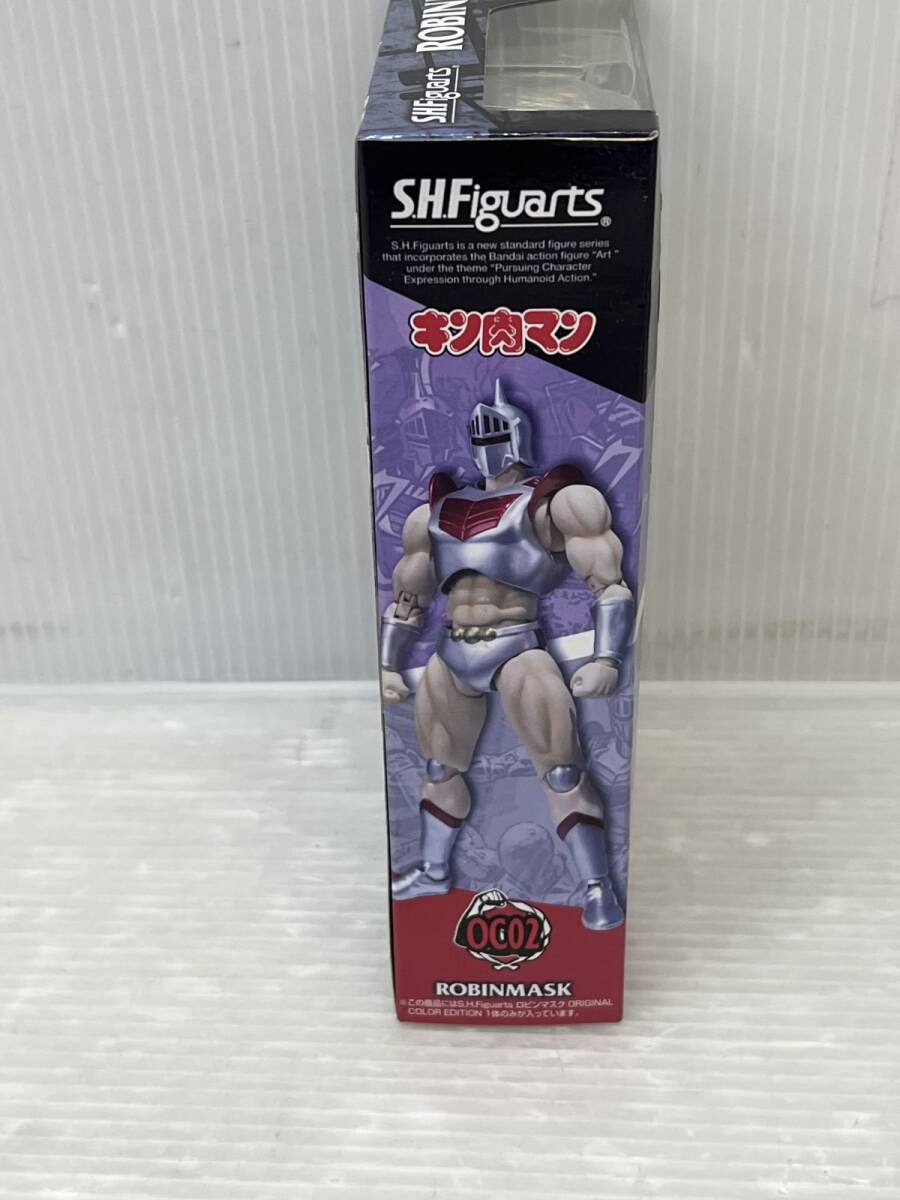 S.H.Figuarts ROBIN
S.H.Figuarts®
S.H.Figuarts is a new standard figure series
that incorporates the Bandai action figure "Art"
under the theme "Pursuing Character
Expression through Humanoid Action."
キン肉マン
OC02
ROBINMASK
※この商品にはS.H.Figuarts ロビンマスク ORIGINAL
COLOR EDITION 1体のみが入っています。